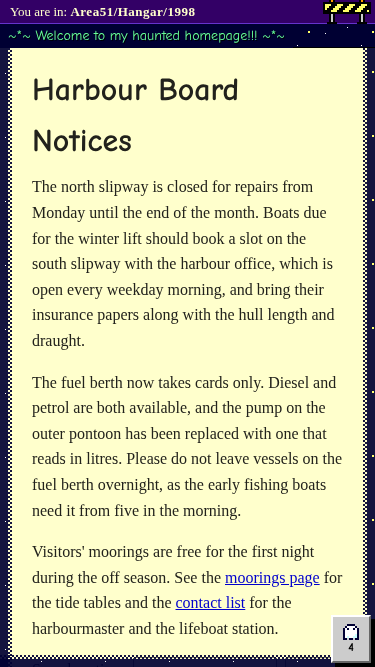 You are in: Area51/Hangar/1998
~*~ Welcome to my haunted homepage!!! ~*~
Harbour Board
Notices
The north slipway is closed for repairs from
Monday until the end of the month. Boats due
for the winter lift should book a slot on the
south slipway with the harbour office, which is
open every weekday morning, and bring their
insurance papers along with the hull length and
draught.
The fuel berth now takes cards only. Diesel and
petrol are both available, and the pump on the
outer pontoon has been replaced with one that
reads in litres. Please do not leave vessels on the
fuel berth overnight, as the early fishing boats
need it from five in the morning.
Visitors' moorings are free for the first night
during the off season. See the moorings page for
the tide tables and the contact list for the
harbourmaster and the lifeboat station.
4